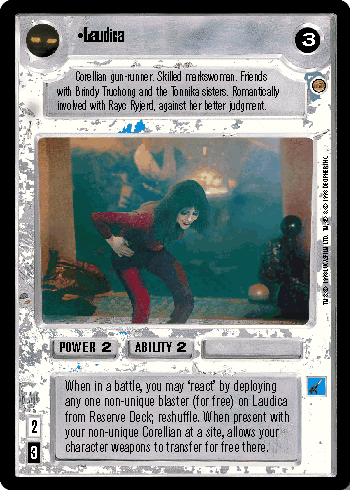 •Laudica
3
Corellian gun-runner. Skilled markswoman. Friends
with Brindy Truchong and the Tonnika sisters. Romantically
involved with Rayc Ryjerd, against her better judgment.
POWER 2
ABILITY 2
When in a battle, you may 'react' by deploying
any one non-unique blaster (for free) on Laudica
from Reserve Deck; reshuffle. When present with
your non-unique Corellian at a site, allows your
character weapons to transfer for free there.
2
3